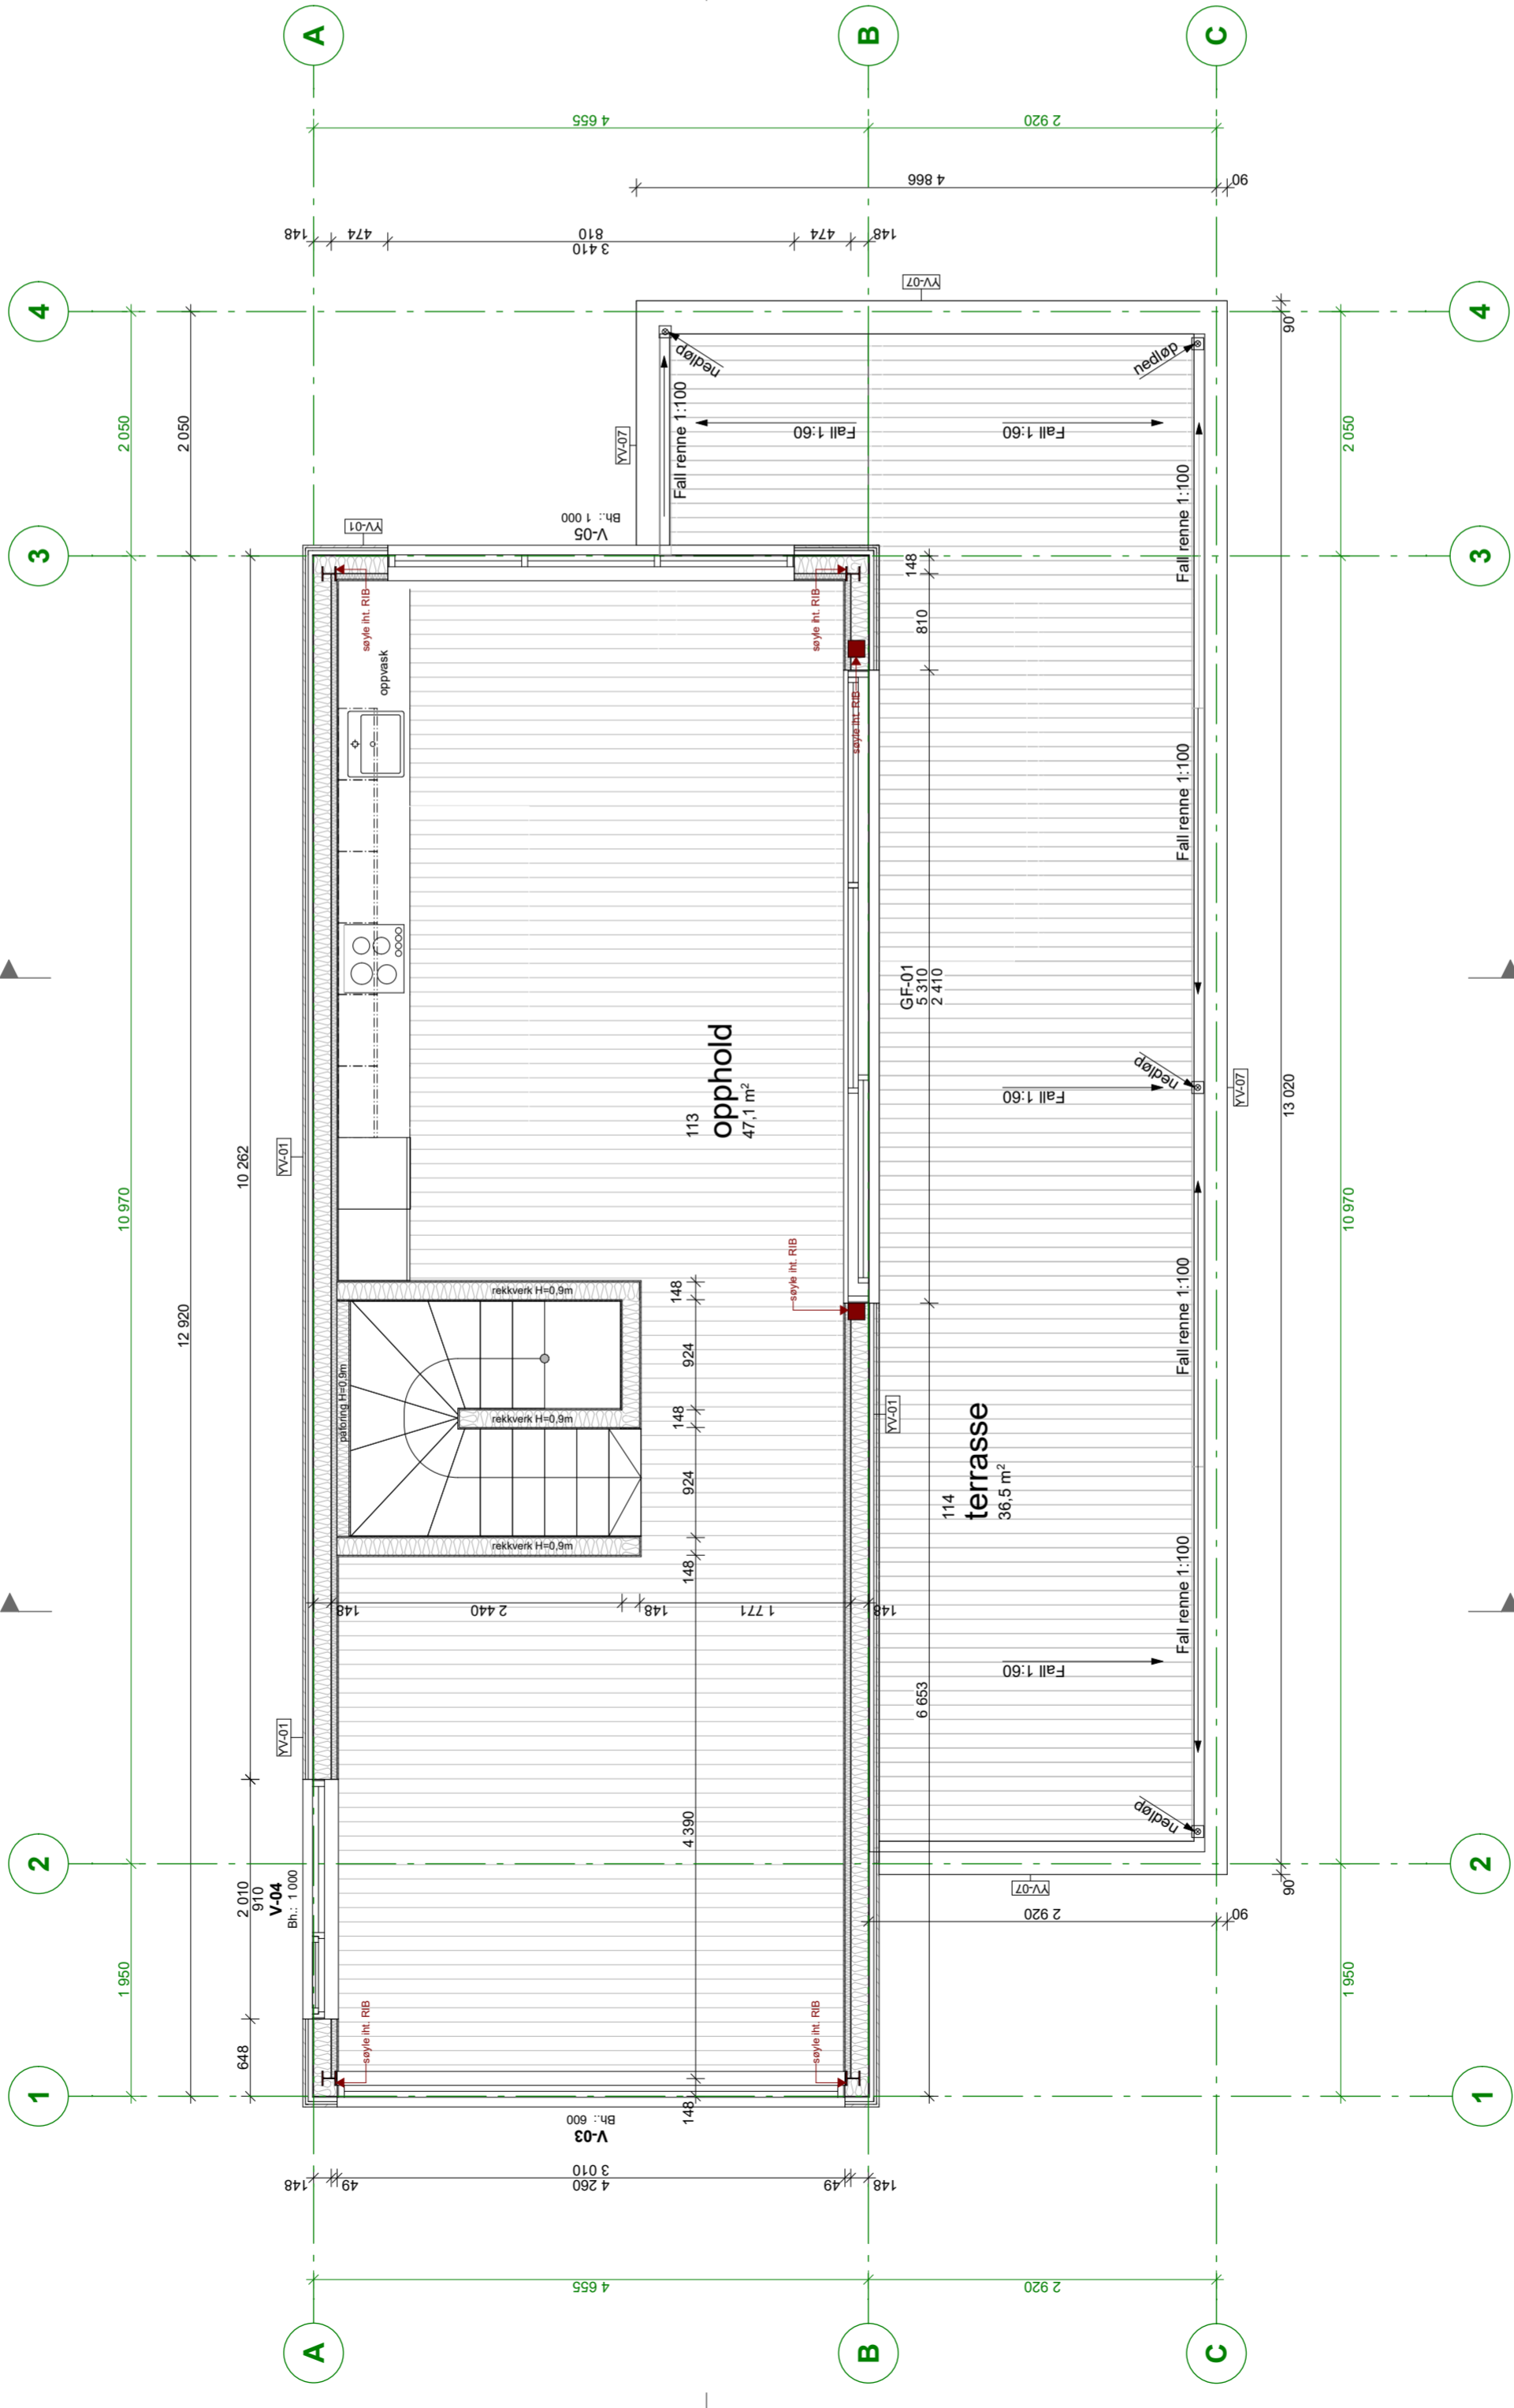 A
B
C
4 655
2 920
4 866
90
148
474
810
3 410
474
148
4
4
YV-07
90
nedløp
nedløp
2 050
2 050
2 050
Fall renne 1:100
Fall 1:60
Fall 1:60
YV-07
Fall renne 1:100
YV-01
Bh.: 1 000
V-05
3
3
148
søyle iht. RIB
søyle iht. RIB
810
oppvask
søyle iht. RIB
Fall renne 1:100
GF-01
5 310
2 410
113
opphold
47,1 m²
nedløp
Fall 1:60
YV-07
13 020
10 970
12 920
10 262
YV-01
10 970
søyle iht. RIB
rekkverk H=0,9m
148
924
påforing H=0,9m
rekkverk H=0,9m
148
924
rekkverk H=0,9m
148
YV-01
114
terrasse
36,5 m²
Fall renne 1:100
148
2 440
148
1 771
148
Fall renne 1:100
Fall 1:60
6 653
YV-01
4 390
nedløp
2
2
2 010
910
V-04
Bh.: 1 000
YV-07
90
2 920
90
1 950
1 950
648
søyle iht. RIB
søyle iht. RIB
1
1
148
Bh.: 600
V-03
148
49
3 010
4 260
49
148
4 655
2 920
A
B
C